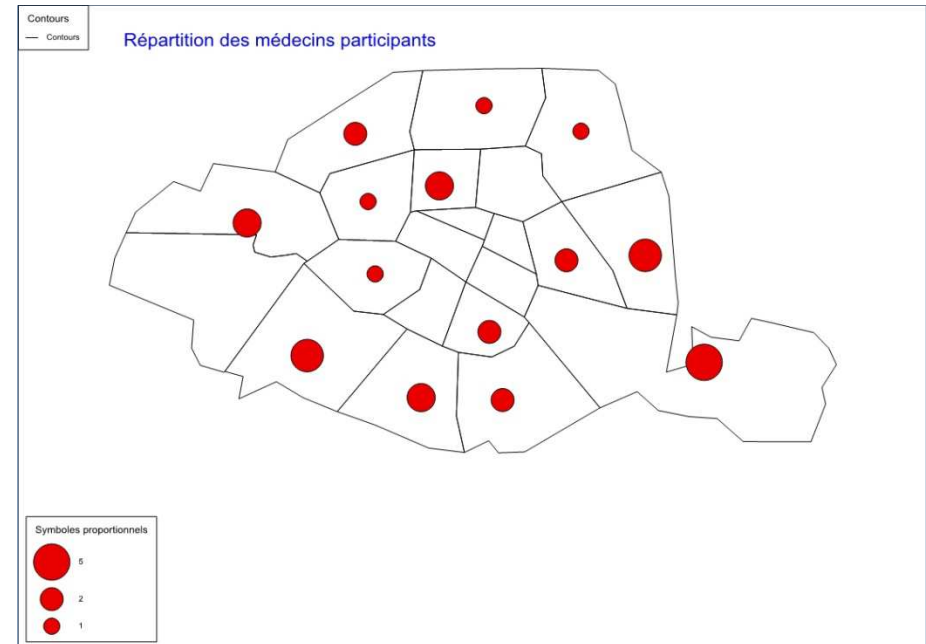 Contours
Contours
Répartition des médecins participants
Symboles proportionnels
5
2
1